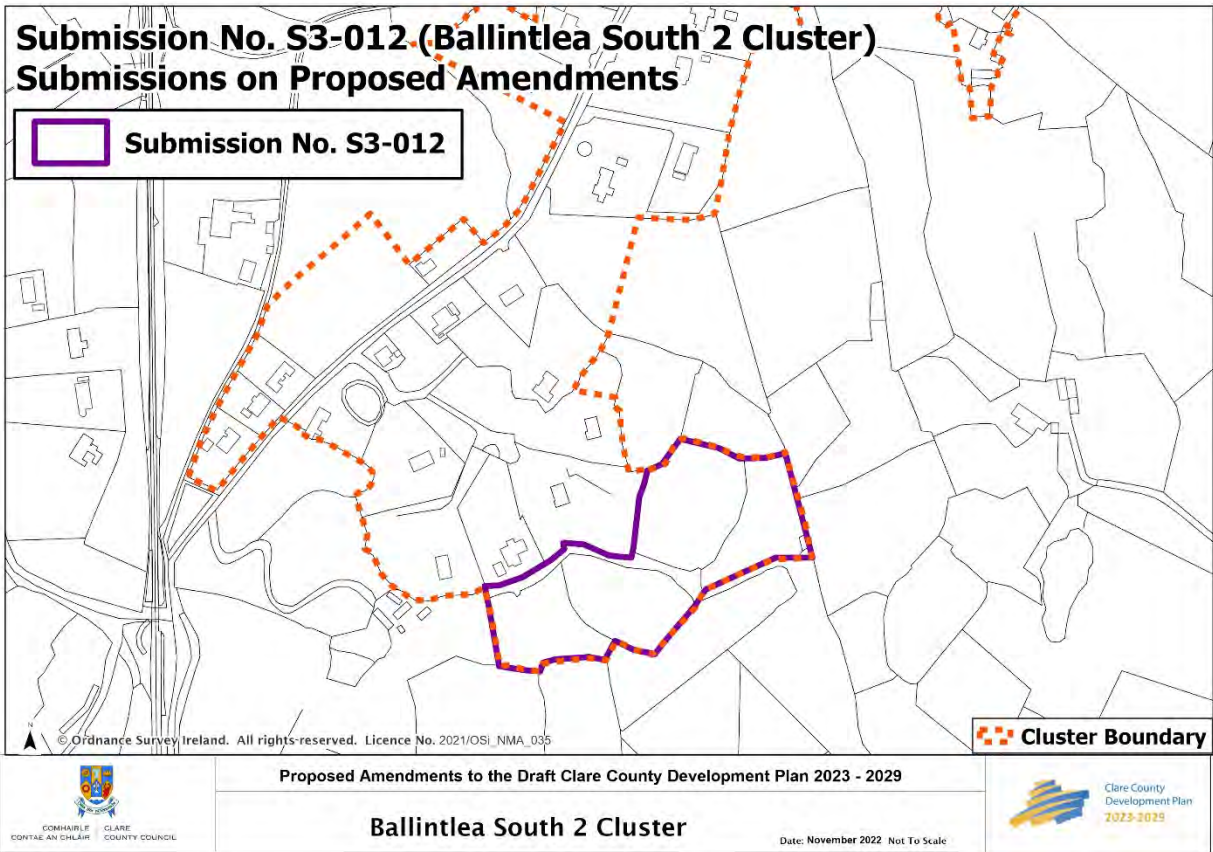 Submission No. S3-012 (Ballintlea South 2 Cluster)
Submissions on Proposed Amendments
Submission No. S3-012
N
© Ordnance Survey Ireland. All rights reserved. Licence No. 2021/OSi_NMA_035
Cluster Boundary
COMHAIRLE CONTAE AN CHLÁIR
CLARE COUNTY COUNCIL
Proposed Amendments to the Draft Clare County Development Plan 2023 - 2029
Ballintlea South 2 Cluster
Date: November 2022 Not To Scale
Clare County
Development Plan
2023-2029